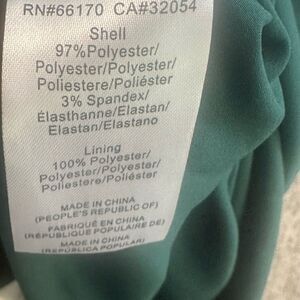 RN#66170 CA#32054
Shell
97%Polyester/
Polyester/Polyester/
Poliestere/Poliéster
3% Spandex/
Élasthanne/Elastan/
Elastan/Elastano
Lining
100% Polyester/
Polyester/Polyester/
Poliestere/Poliéster
MADE IN CHINA
(PEOPLE'S REPUBLIC OF)
FABRIQUÉ EN CHINA
(RÉPUBLIQUE POPULAIRE DE)
MADE IN CHINA
(REPÚBLICA POPULAR)